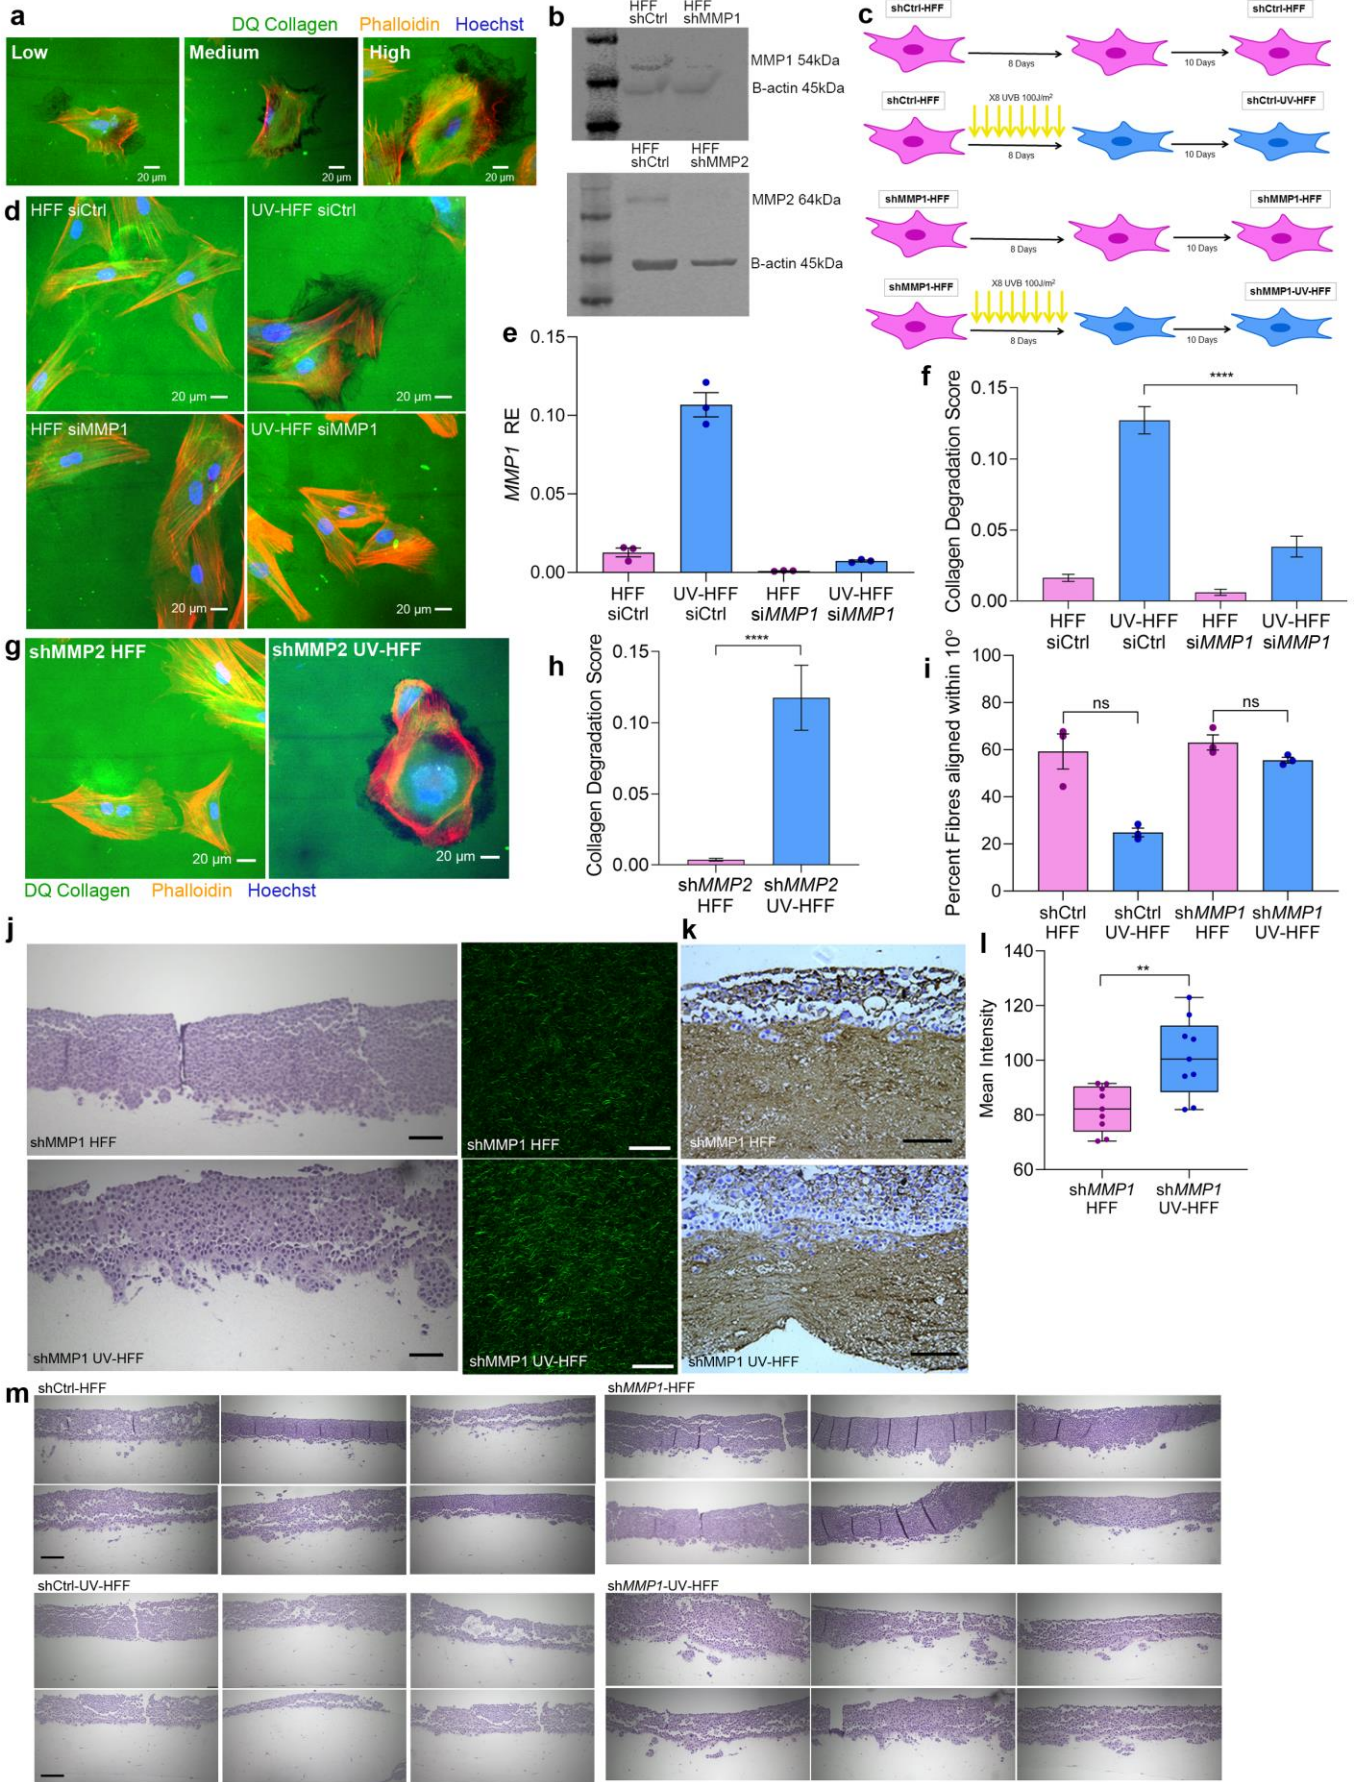 a
DQ Collagen Phalloidin Hoechst
Low
Medium
High
20 µm
20 µm
20 µm
b
HFF shCtrl
HFF shMMP1
MMP1 54kDa
B-actin 45kDa
HFF shCtrl
HFF shMMP2
MMP2 64kDa
B-actin 45kDa
c
shCtrl-HFF
shCtrl-HFF
8 Days
10 Days
shCtrl-HFF
X8 UVB 100J/m²
shCtrl-UV-HFF
8 Days
10 Days
shMMP1-HFF
shMMP1-HFF
8 Days
10 Days
shMMP1-HFF
X8 UVB 100J/m²
shMMP1-UV-HFF
8 Days
10 Days
d
HFF siCtrl
UV-HFF siCtrl
20 µm
20 µm
HFF siMMP1
UV-HFF siMMP1
20 µm
20 µm
e
MMP1 RE
0.15
0.10
0.05
0.00
HFF siCtrl
UV-HFF siCtrl
HFF siMMP1
UV-HFF siMMP1
f
Collagen Degradation Score
0.15
0.10
0.05
0.00
****
HFF siCtrl
UV-HFF siCtrl
HFF siMMP1
UV-HFF siMMP1
g
shMMP2 HFF
shMMP2 UV-HFF
20 µm
20 µm
DQ Collagen Phalloidin Hoechst
h
Collagen Degradation Score
0.15
0.10
0.05
0.00
****
shMMP2 HFF
shMMP2 UV-HFF
i
Percent Fibres aligned within 10°
100
80
60
40
20
0
ns
ns
shCtrl HFF
shCtrl UV-HFF
shMMP1 HFF
shMMP1 UV-HFF
j
shMMP1 HFF
shMMP1 HFF
shMMP1 UV-HFF
shMMP1 UV-HFF
k
shMMP1 HFF
shMMP1 UV-HFF
l
Mean Intensity
140
120
100
80
60
**
shMMP1 HFF
shMMP1 UV-HFF
m
shCtrl-HFF
shMMP1-HFF
shCtrl-UV-HFF
shMMP1-UV-HFF